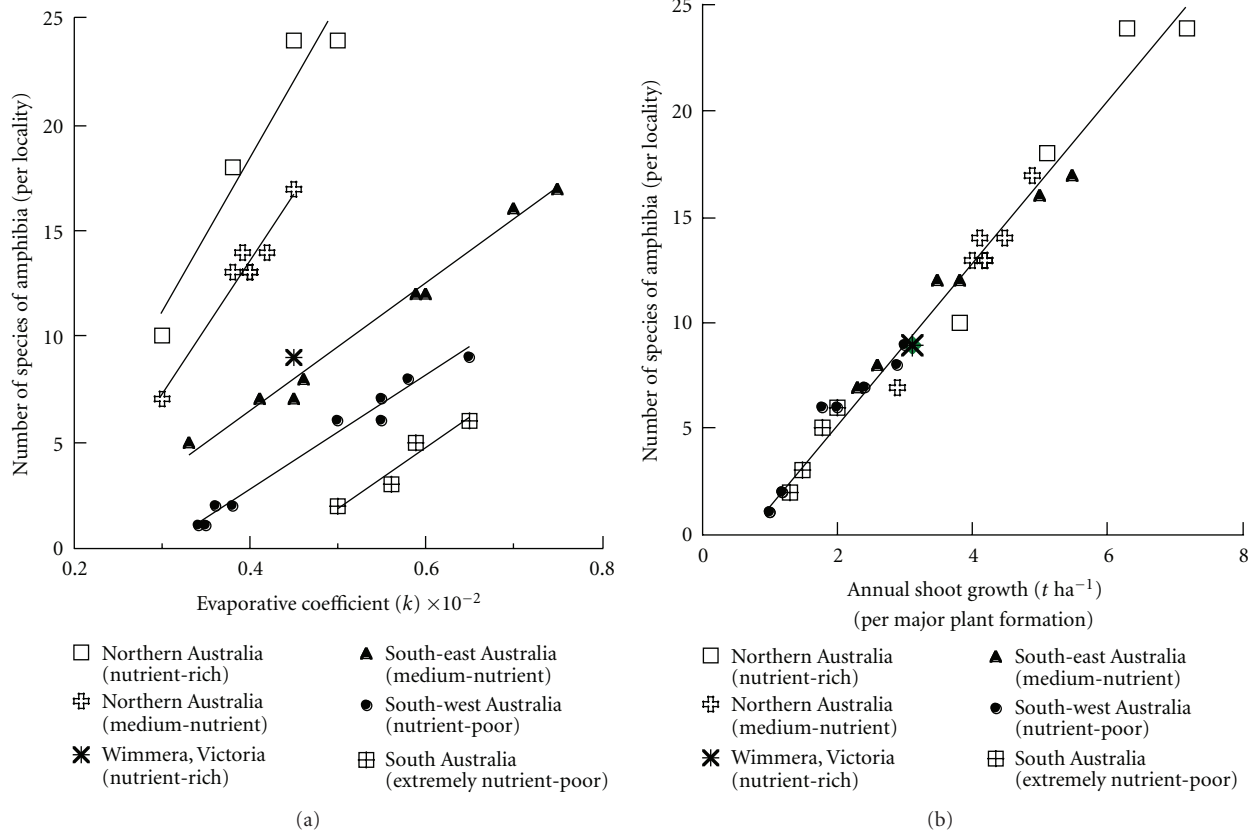 25
20
15
10
5
0
0.2
0.4
0.6
0.8
Number of species of amphibia (per locality)
Evaporative coefficient (k) ×10−2
Northern Australia
(nutrient-rich)
Northern Australia
(medium-nutrient)
Wimmera, Victoria
(nutrient-rich)
South-east Australia
(medium-nutrient)
South-west Australia
(nutrient-poor)
South Australia
(extremely nutrient-poor)
(a)
25
20
15
10
5
0
0
2
4
6
8
Number of species of amphibia (per locality)
Annual shoot growth (t ha−1)
(per major plant formation)
Northern Australia
(nutrient-rich)
Northern Australia
(medium-nutrient)
Wimmera, Victoria
(nutrient-rich)
South-east Australia
(medium-nutrient)
South-west Australia
(nutrient-poor)
South Australia
(extremely nutrient-poor)
(b)